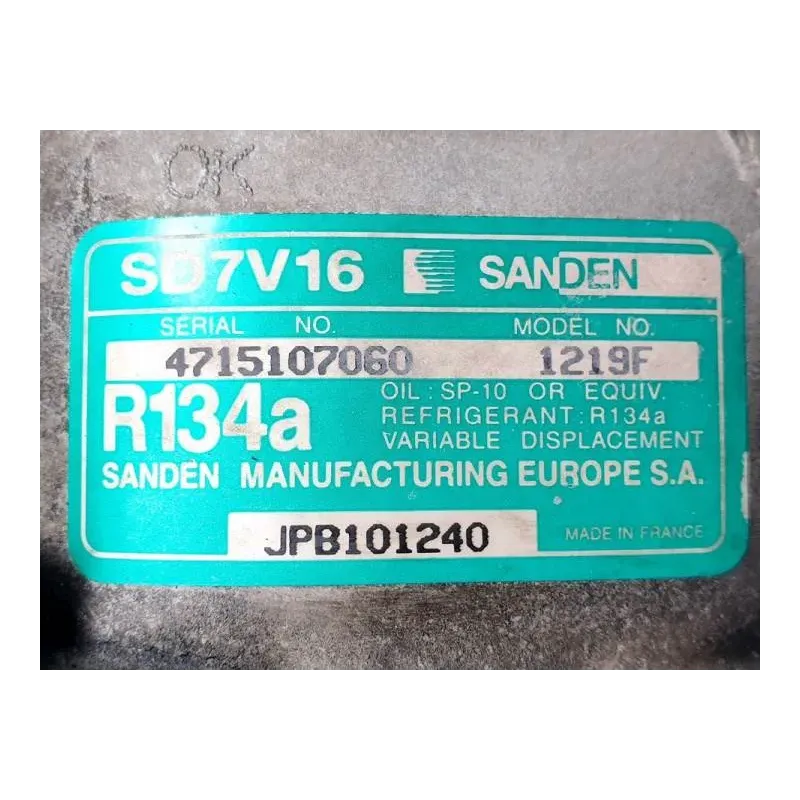 OK
SD7V16 SANDEN
SERIAL NO. MODEL NO.
4715107060 1219F
R134a
OIL : SP-10 OR EQUIV.
REFRIGERANT : R134a
VARIABLE DISPLACEMENT
SANDEN MANUFACTURING EUROPE S.A.
JPB101240 MADE IN FRANCE